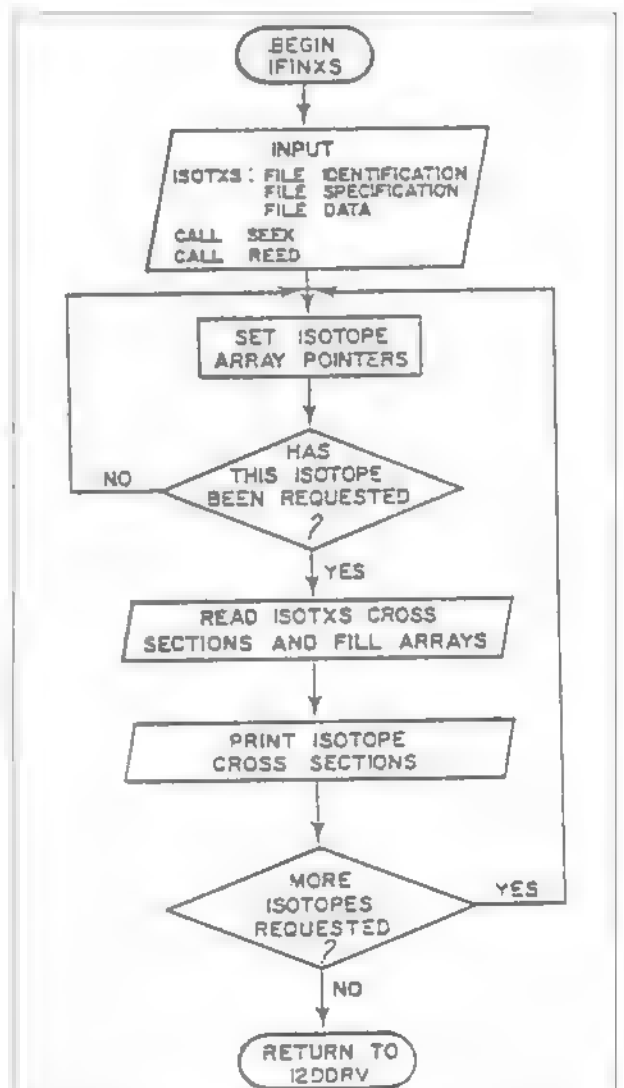 BEGIN
IFINXS
INPUT
ISOTXS: FILE IDENTIFICATION
FILE SPECIFICATION
FILE DATA
CALL SEEK
CALL REED
SET ISOTOPE
ARRAY POINTERS
HAS
THIS ISOTOPE
BEEN REQUESTED
?
NO
YES
READ ISOTXS CROSS
SECTIONS AND FILL ARRAYS
PRINT ISOTOPE
CROSS SECTIONS
MORE
ISOTOPES
REQUESTED
?
YES
NO
RETURN TO
12DDRV